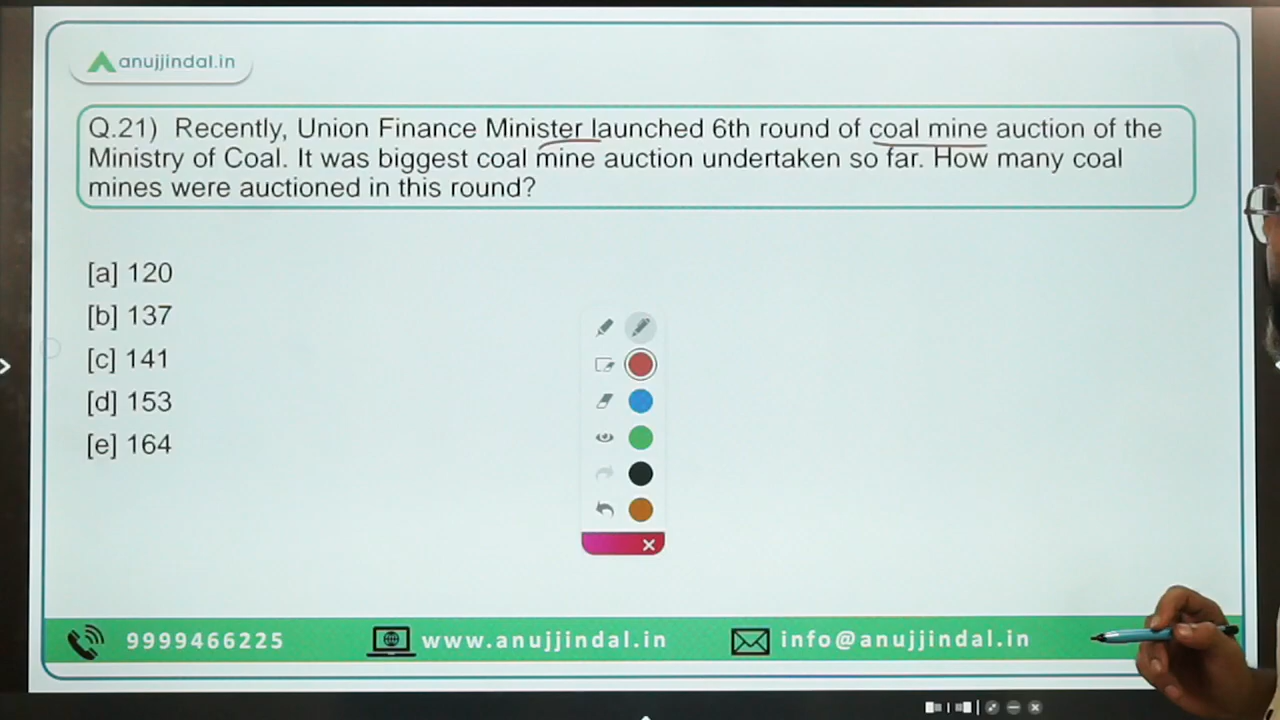 anujjindal.in
Q.21) Recently, Union Finance Minister launched 6th round of coal mine auction of the
Ministry of Coal. It was biggest coal mine auction undertaken so far. How many coal
mines were auctioned in this round?
[a] 120
[b] 137
[c] 141
[d] 153
[e] 164
9999466225
www.anujjindal.in
info@anujjindal.in